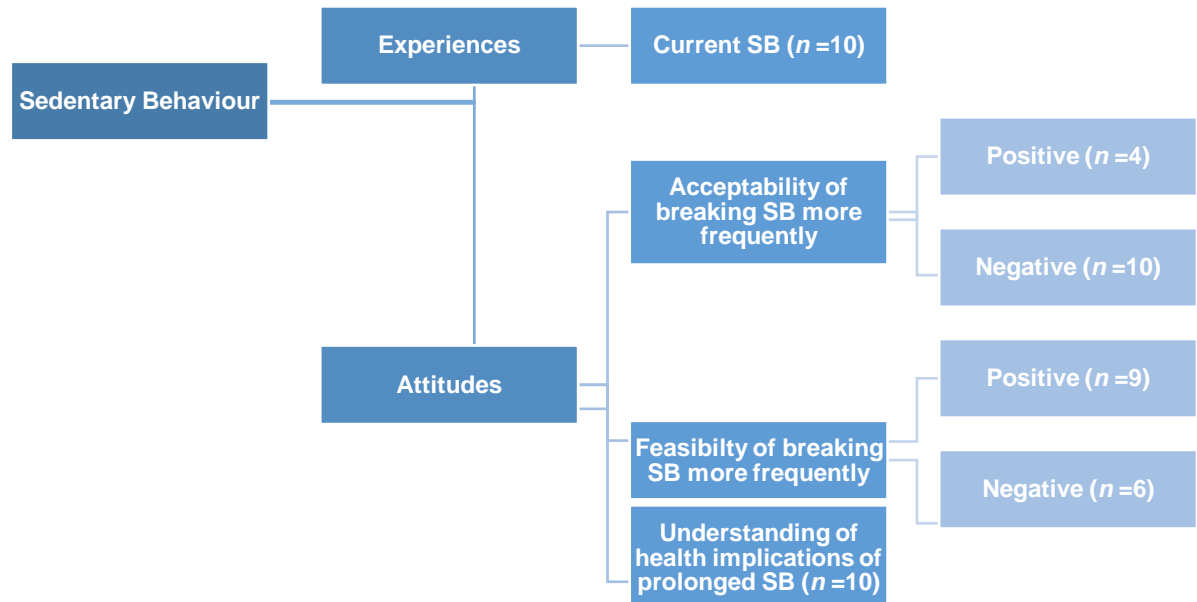 Sedentary Behaviour
Experiences
Current SB (n =10)
Attitudes
Acceptability of
breaking SB more
frequently
Positive (n =4)
Negative (n =10)
Feasibilty of breaking
SB more frequently
Positive (n =9)
Negative (n =6)
Understanding of
health implications of
prolonged SB (n =10)